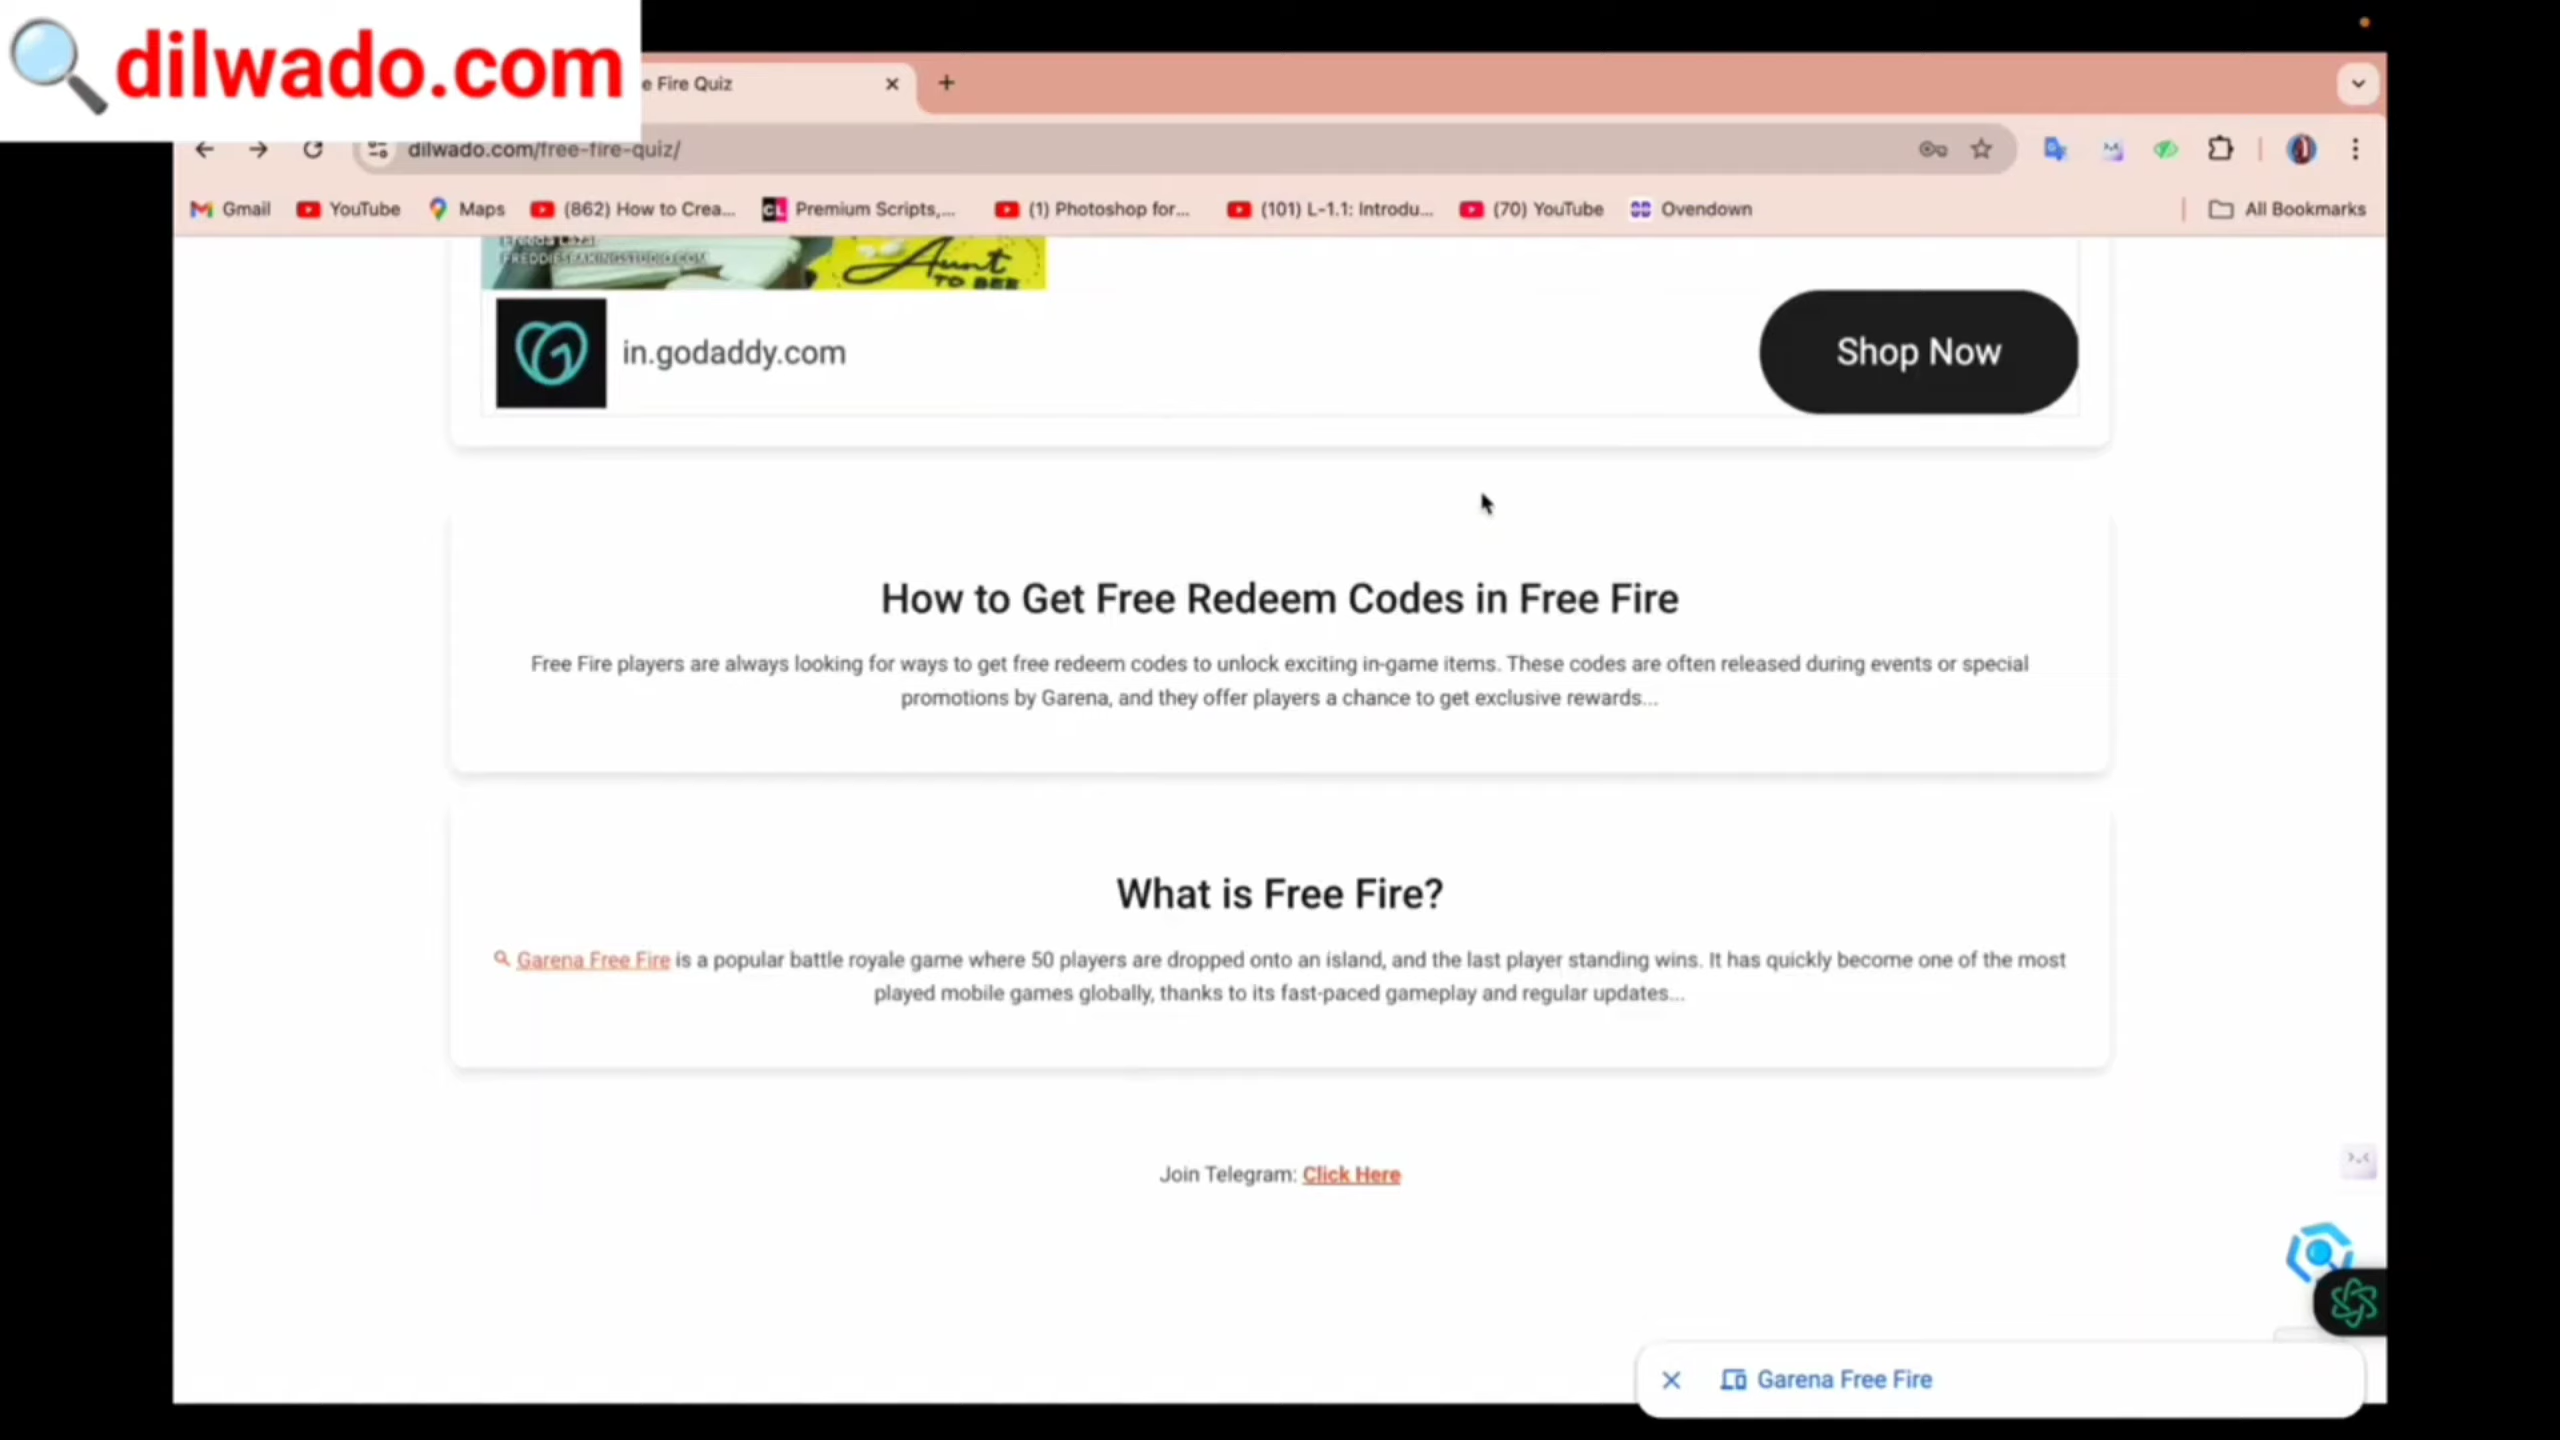 dilwado.com
e Fire Quiz
dilwado.com/free-fire-quiz/
Gmail
YouTube
Maps
(862) How to Crea...
CL
Premium Scripts,...
(1) Photoshop for...
(101) L-1.1: Introdu...
(70) YouTube
Ovendown
All Bookmarks
Aunt
TO BEE
in.godaddy.com
Shop Now
How to Get Free Redeem Codes in Free Fire
Free Fire players are always looking for ways to get free redeem codes to unlock exciting in-game items. These codes are often released during events or special
promotions by Garena, and they offer players a chance to get exclusive rewards...
What is Free Fire?
Garena Free Fire is a popular battle royale game where 50 players are dropped onto an island, and the last player standing wins. It has quickly become one of the most
played mobile games globally, thanks to its fast-paced gameplay and regular updates...
Join Telegram: Click Here
Garena Free Fire